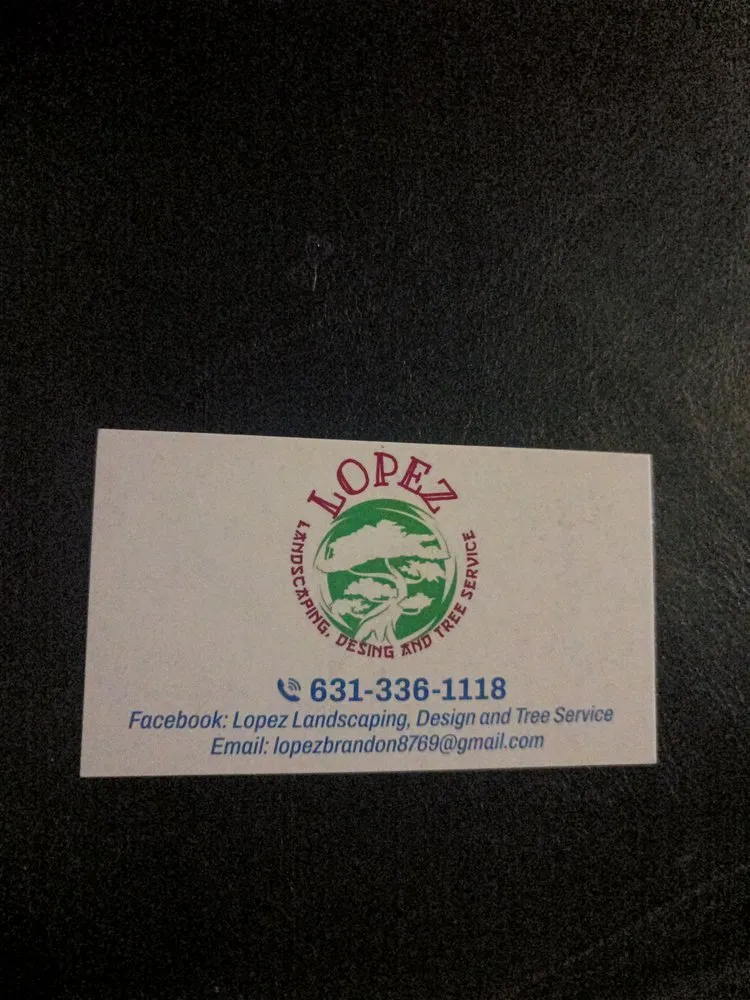 LOPEZ
LANDSCAPING, DESING AND TREE SERVICE
631-336-1118
Facebook: Lopez Landscaping, Design and Tree Service
Email: lopezbrandon8769@gmail.com